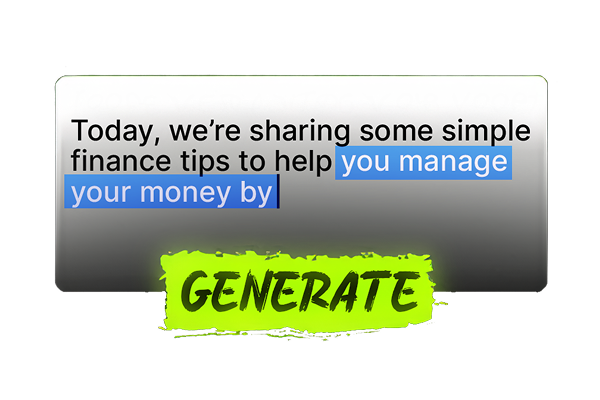 Today, we’re sharing some simple
finance tips to help you manage
your money by
GENERATE